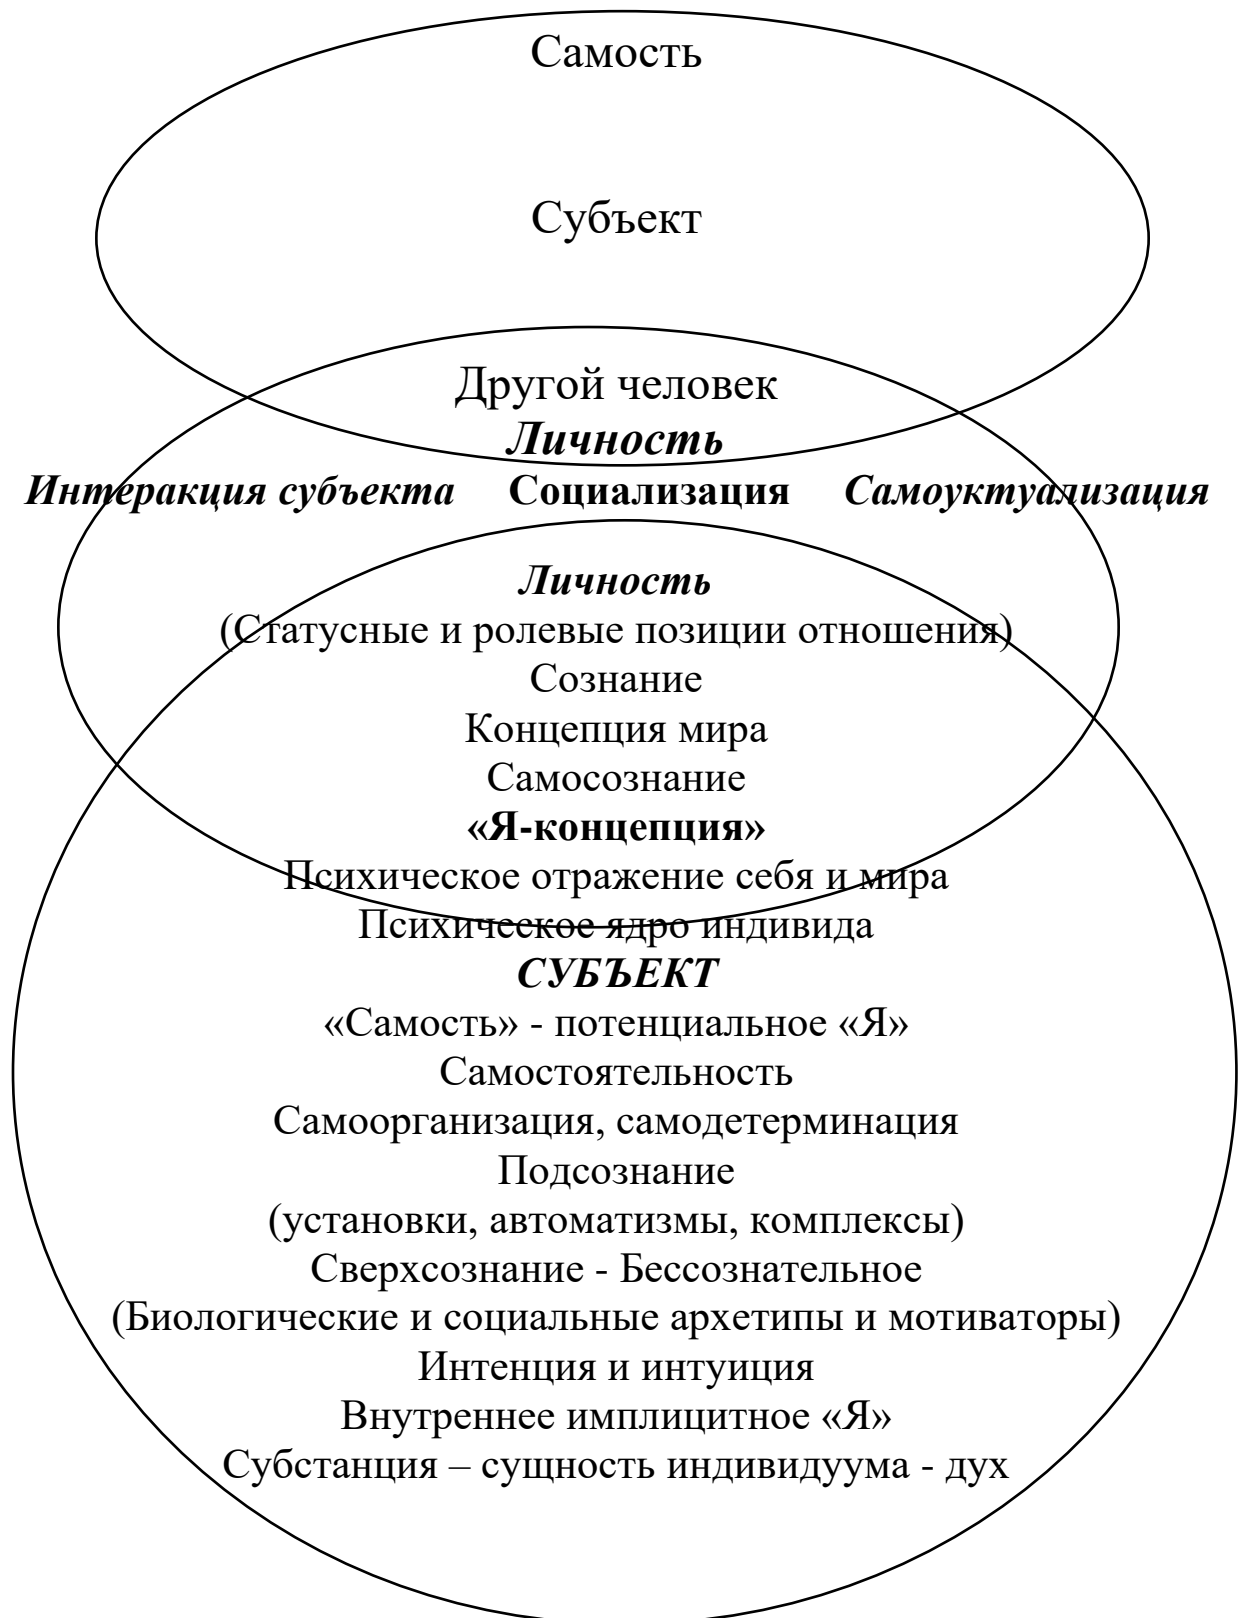 Самость
Субъект
Другой человек
Личность
Интеракция субъекта Социализация Самоуктуализация
Личность
(Статусные и ролевые позиции отношения)
Сознание
Концепция мира
Самосознание
«Я-концепция»
Психическое отражение себя и мира
Психическое ядро индивида
СУБЪЕКТ
«Самость» - потенциальное «Я»
Самостоятельность
Самоорганизация, самодетерминация
Подсознание
(установки, автоматизмы, комплексы)
Сверхсознание - Бессознательное
(Биологические и социальные архетипы и мотиваторы)
Интенция и интуиция
Внутреннее имплицитное «Я»
Субстанция – сущность индивидуума - дух